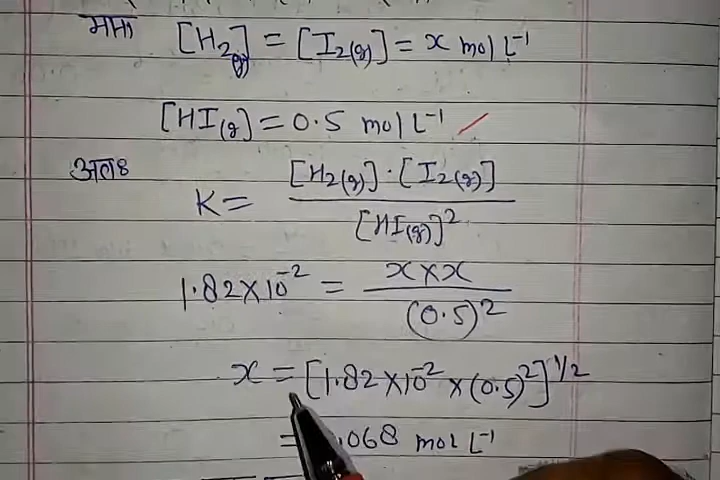 माना [H2(g)] = [I2(g)] = x mol L⁻¹
[HI(g)] = 0.5 mol L⁻¹
अतः
K = [H2(g)]·[I2(g)] / [HI(g)]²
1.82×10⁻² = x×x / (0.5)²
x = [1.82×10⁻² × (0.5)²]^1/2
= .068 mol L⁻¹